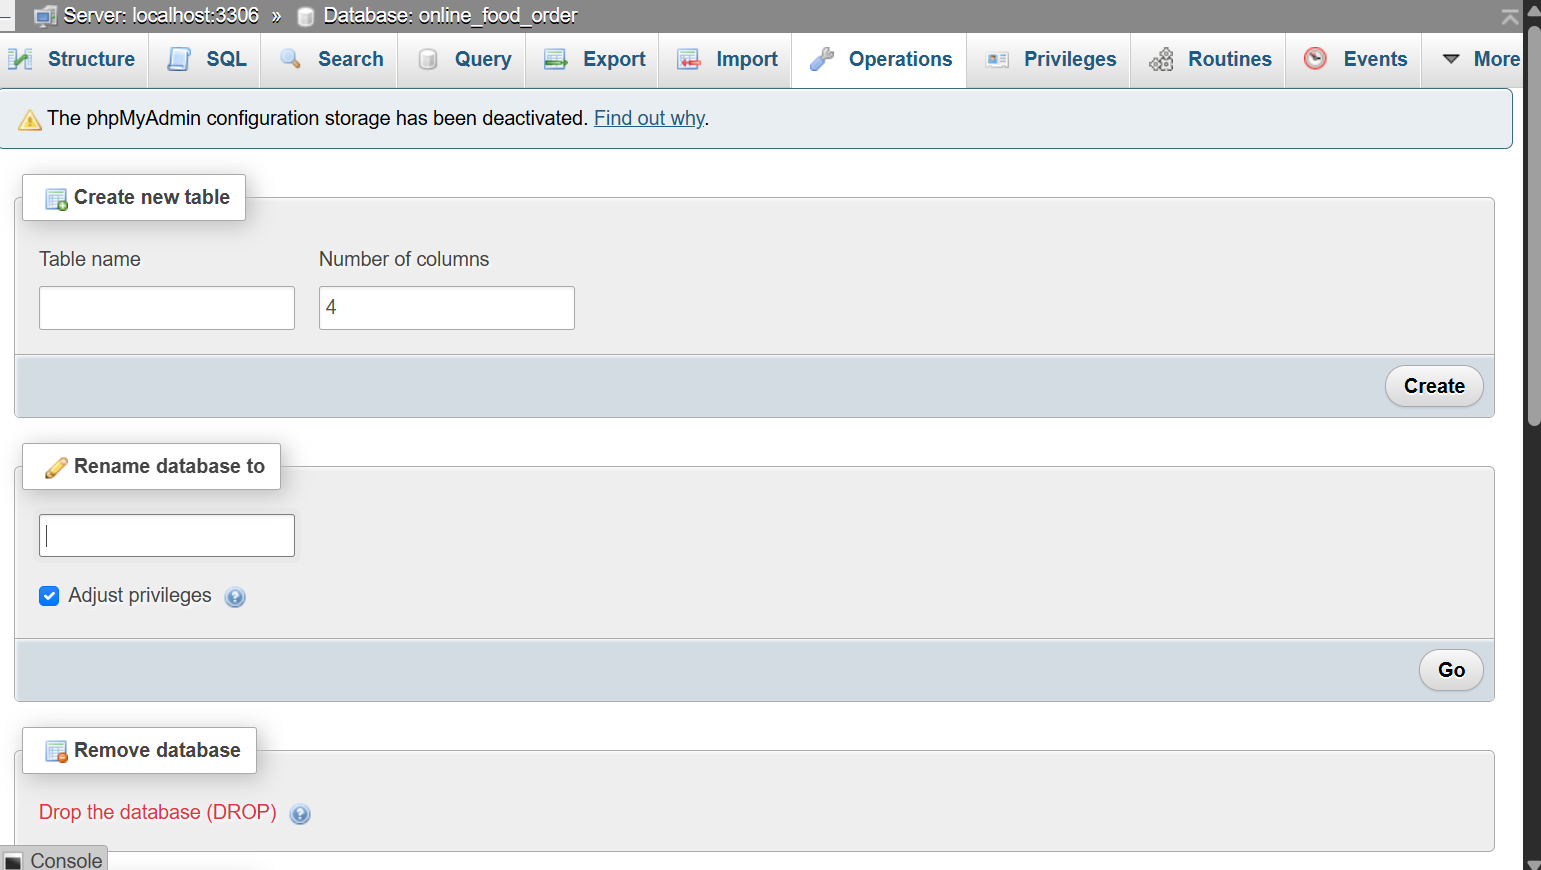 Server: localhost:3306 » Database: online_food_order
Structure SQL Search Query Export Import Operations Privileges Routines Events More
The phpMyAdmin configuration storage has been deactivated. Find out why.
Create new table
Table name Number of columns
4
Create
Rename database to
Adjust privileges
Go
Remove database
Drop the database (DROP)
Console